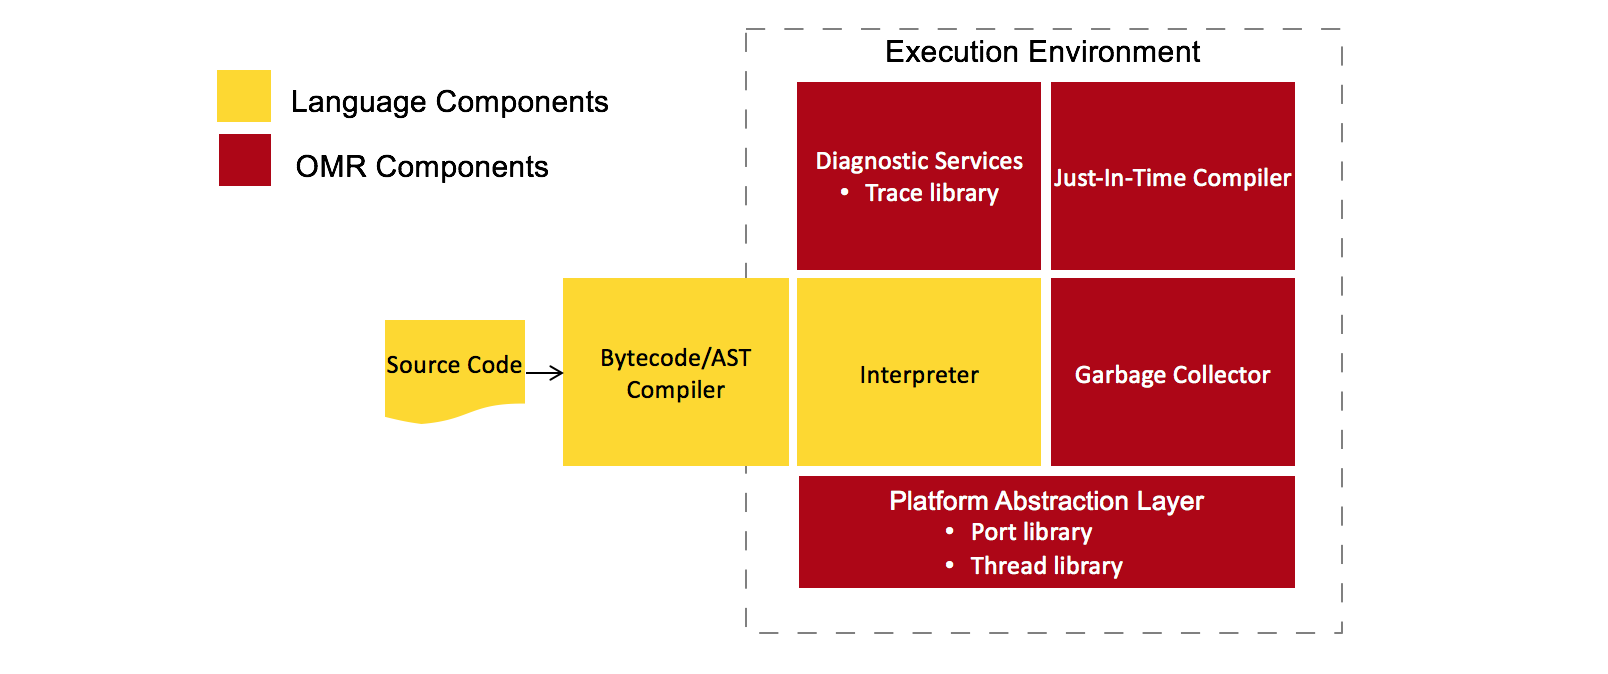 Execution Environment
Language Components
OMR Components
Diagnostic Services
• Trace library
Just-In-Time Compiler
Source Code
Bytecode/AST
Compiler
Interpreter
Garbage Collector
Platform Abstraction Layer
• Port library
• Thread library